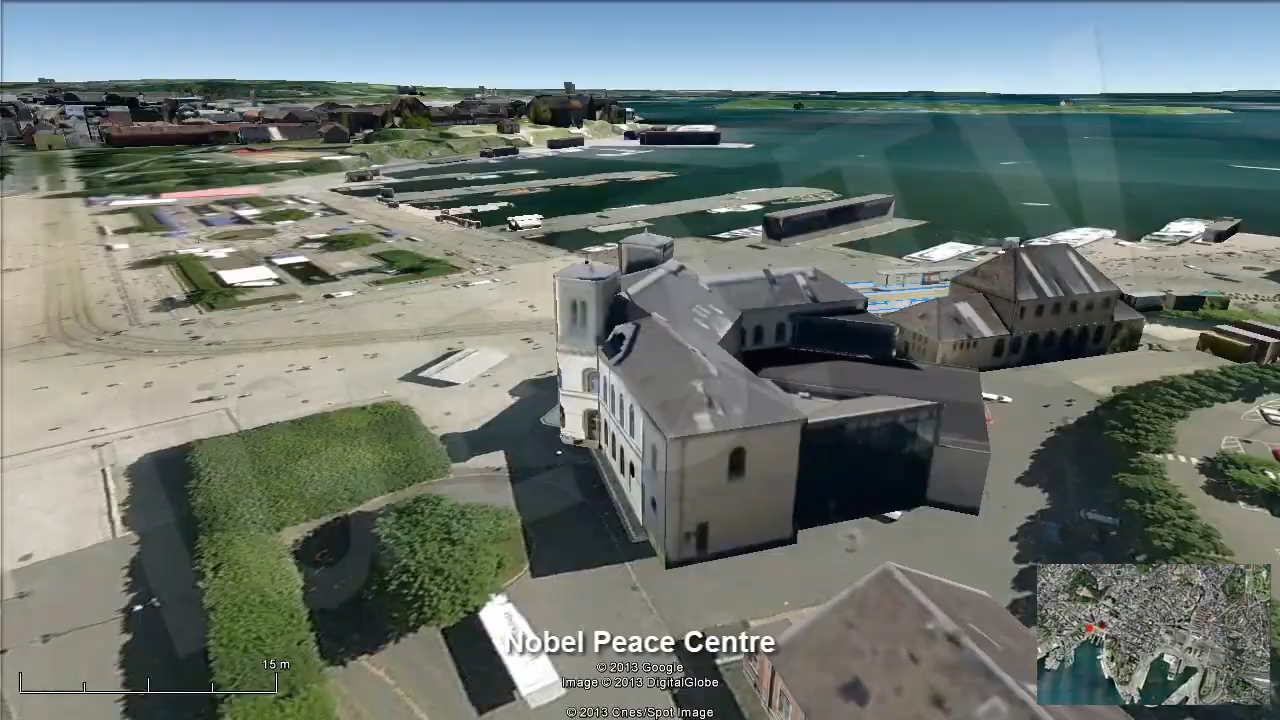 15 m
Nobel Peace Centre
© 2013 Google
Image © 2013 DigitalGlobe
© 2013 Cnes/Spot Image